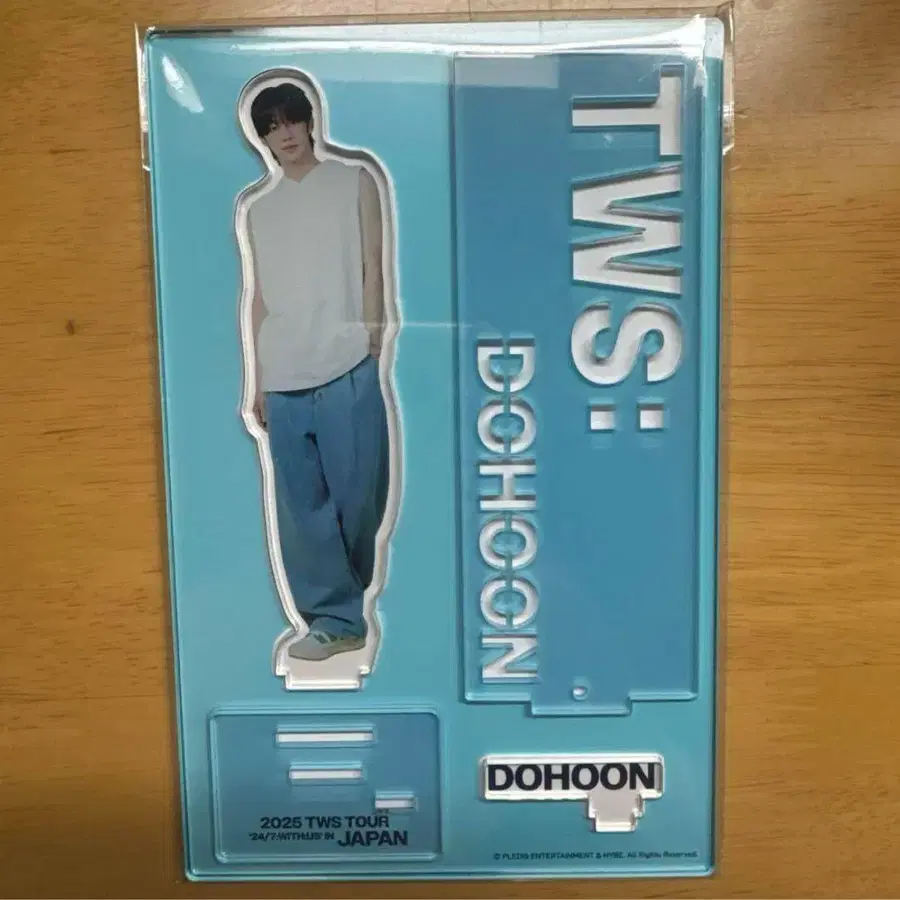 TWS:
DOHOON
DOHOON
2025 TWS TOUR
'24/7:WITH:US' IN JAPAN
© PLEDIS ENTERTAINMENT & HYBE. All Rights Reserved.